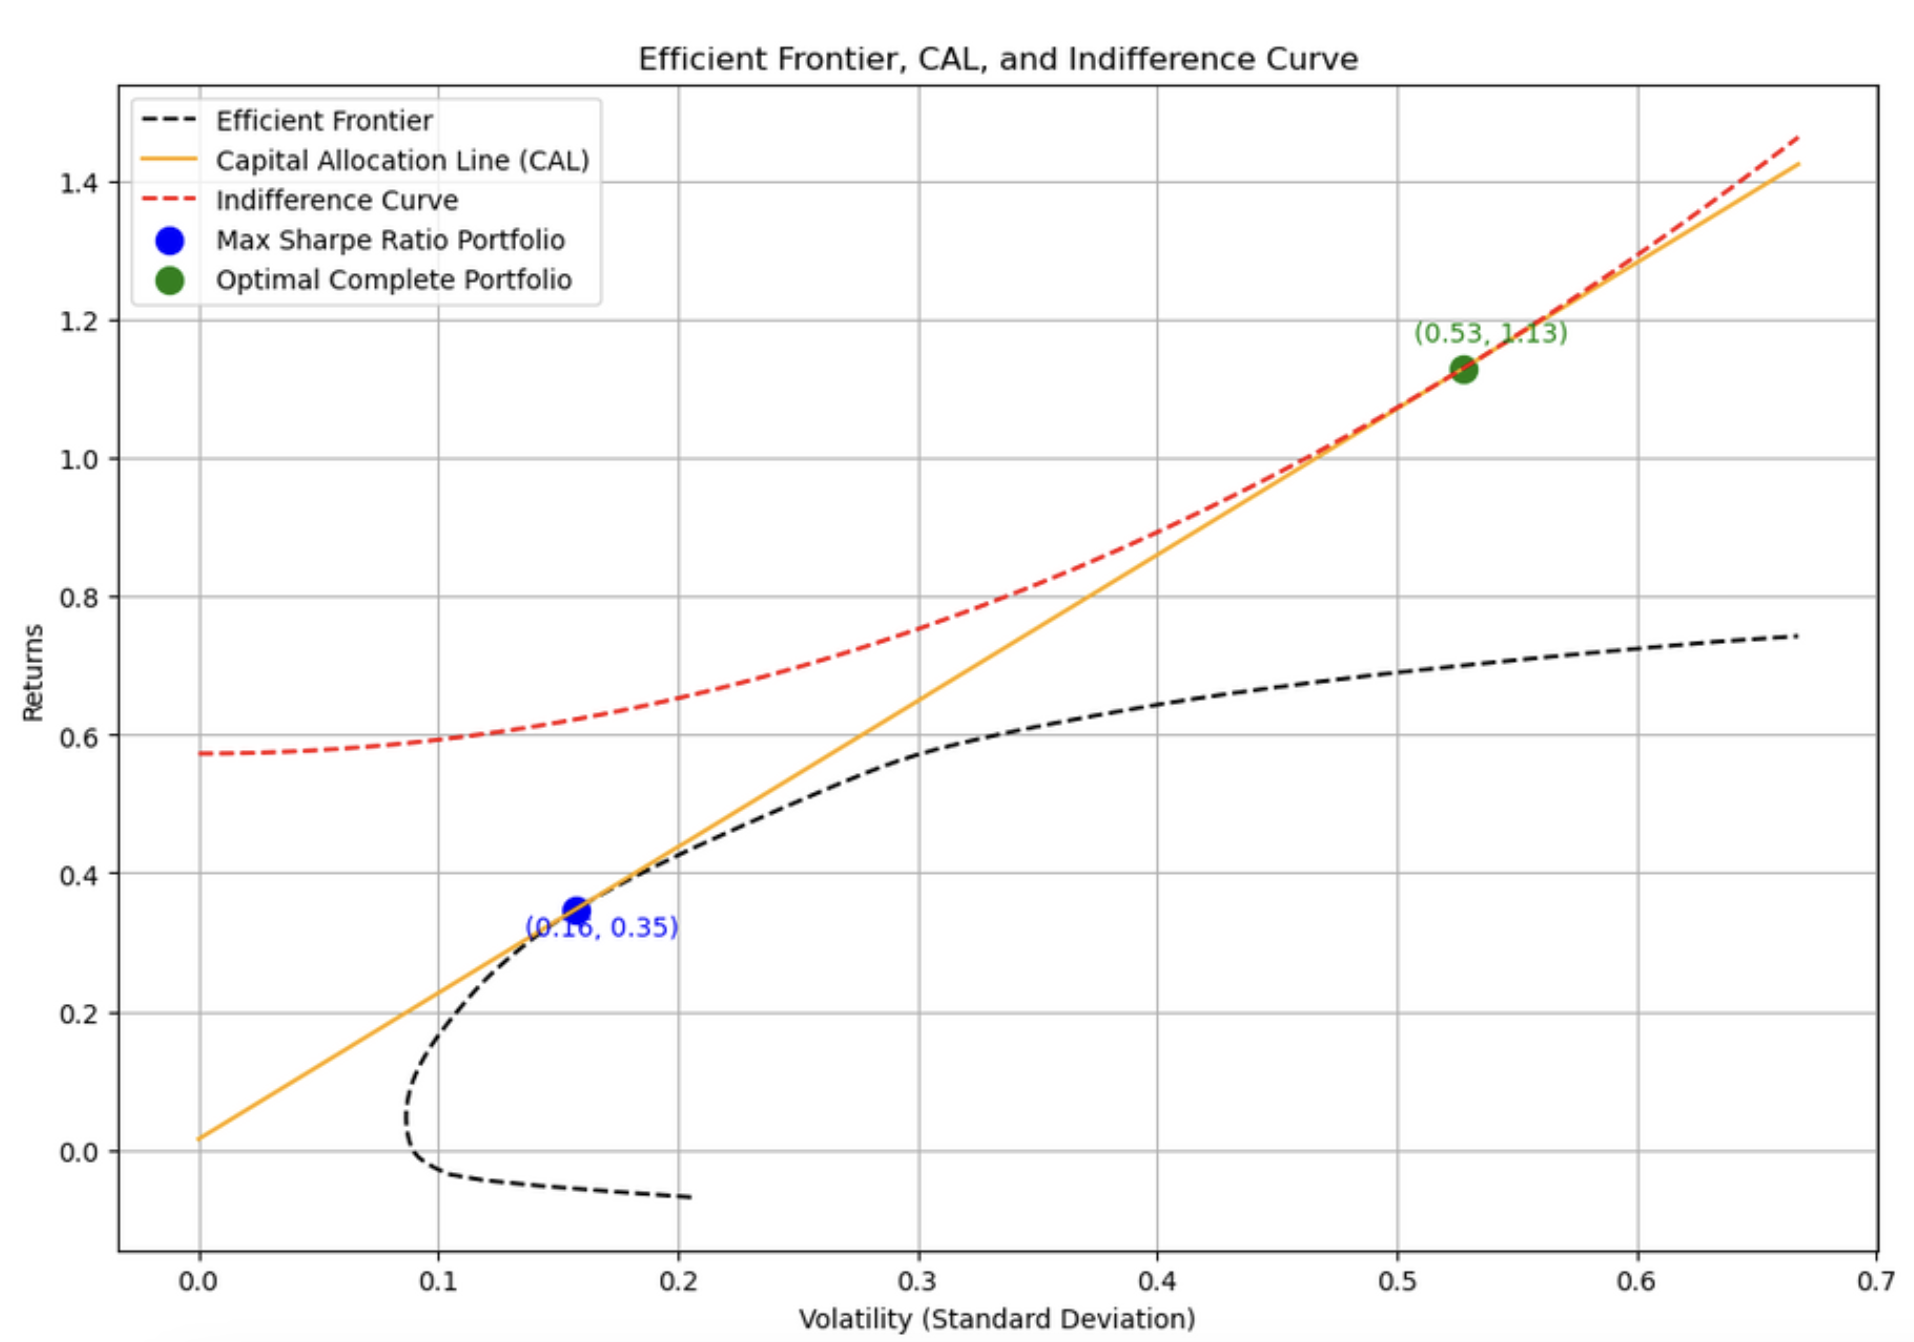 Efficient Frontier, CAL, and Indifference Curve
Efficient Frontier
Capital Allocation Line (CAL)
Indifference Curve
Max Sharpe Ratio Portfolio
Optimal Complete Portfolio
1.4
1.2
1.0
0.8
0.6
0.4
0.2
0.0
Returns
(0.53, 1.13)
(0.16, 0.35)
0.0 0.1 0.2 0.3 0.4 0.5 0.6 0.7
Volatility (Standard Deviation)